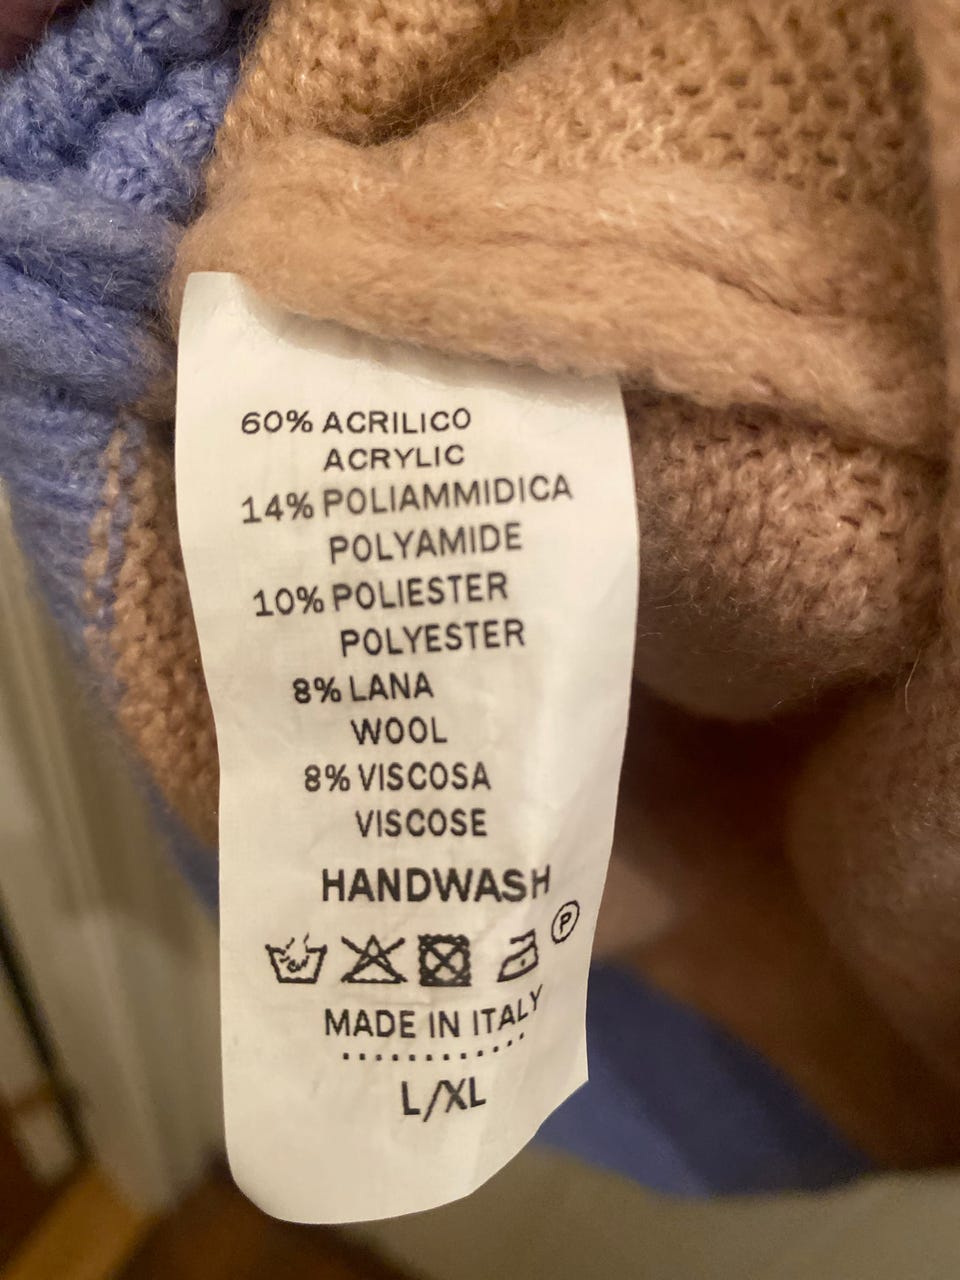 60% ACRILICO
ACRYLIC
14% POLIAMMIDICA
POLYAMIDE
10% POLIESTER
POLYESTER
8% LANA
WOOL
8% VISCOSA
VISCOSE
HANDWASH
P
MADE IN ITALY
L/XL